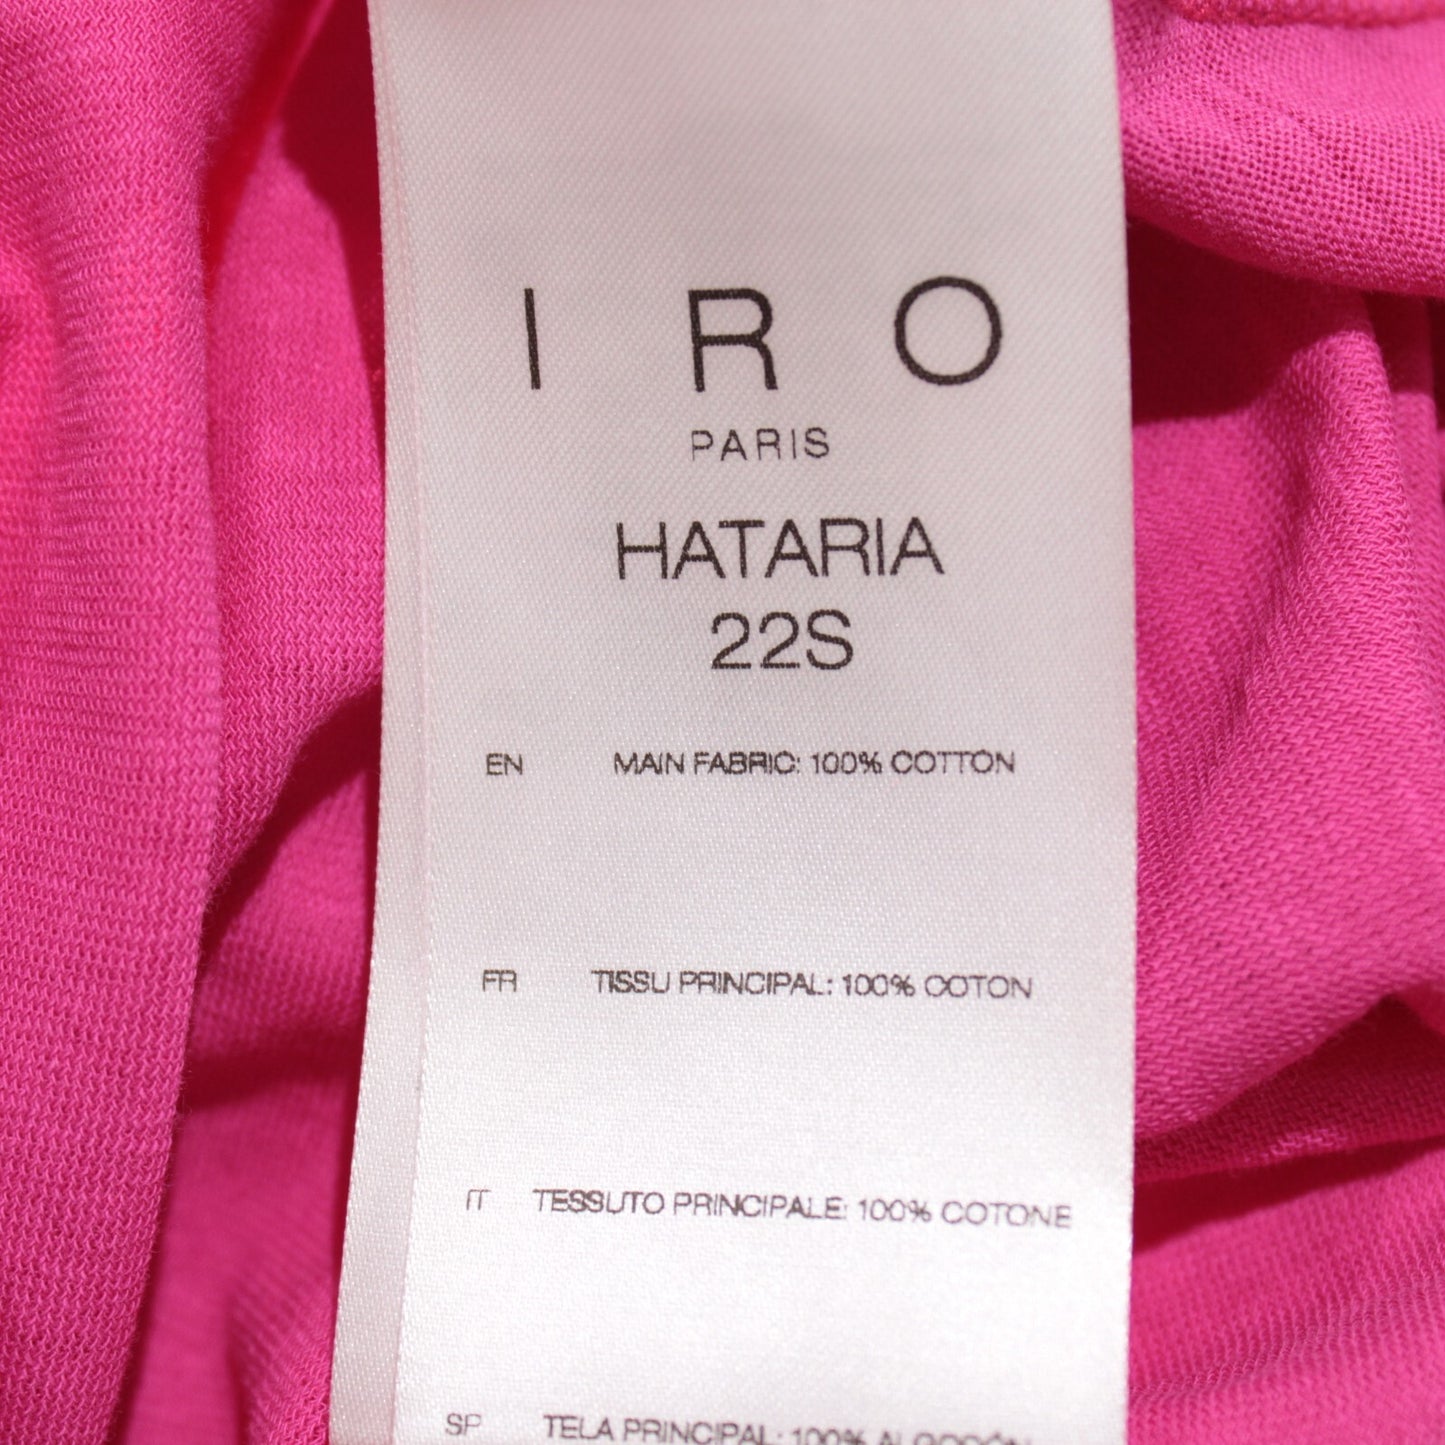 IRO
PARIS
HATARIA
22S
EN MAIN FABRIC: 100% COTTON
FR TISSU PRINCIPAL: 100% COTON
IT TESSUTO PRINCIPALE: 100% COTONE
SP TELA PRINCIPAL: 100% ALGODÓN